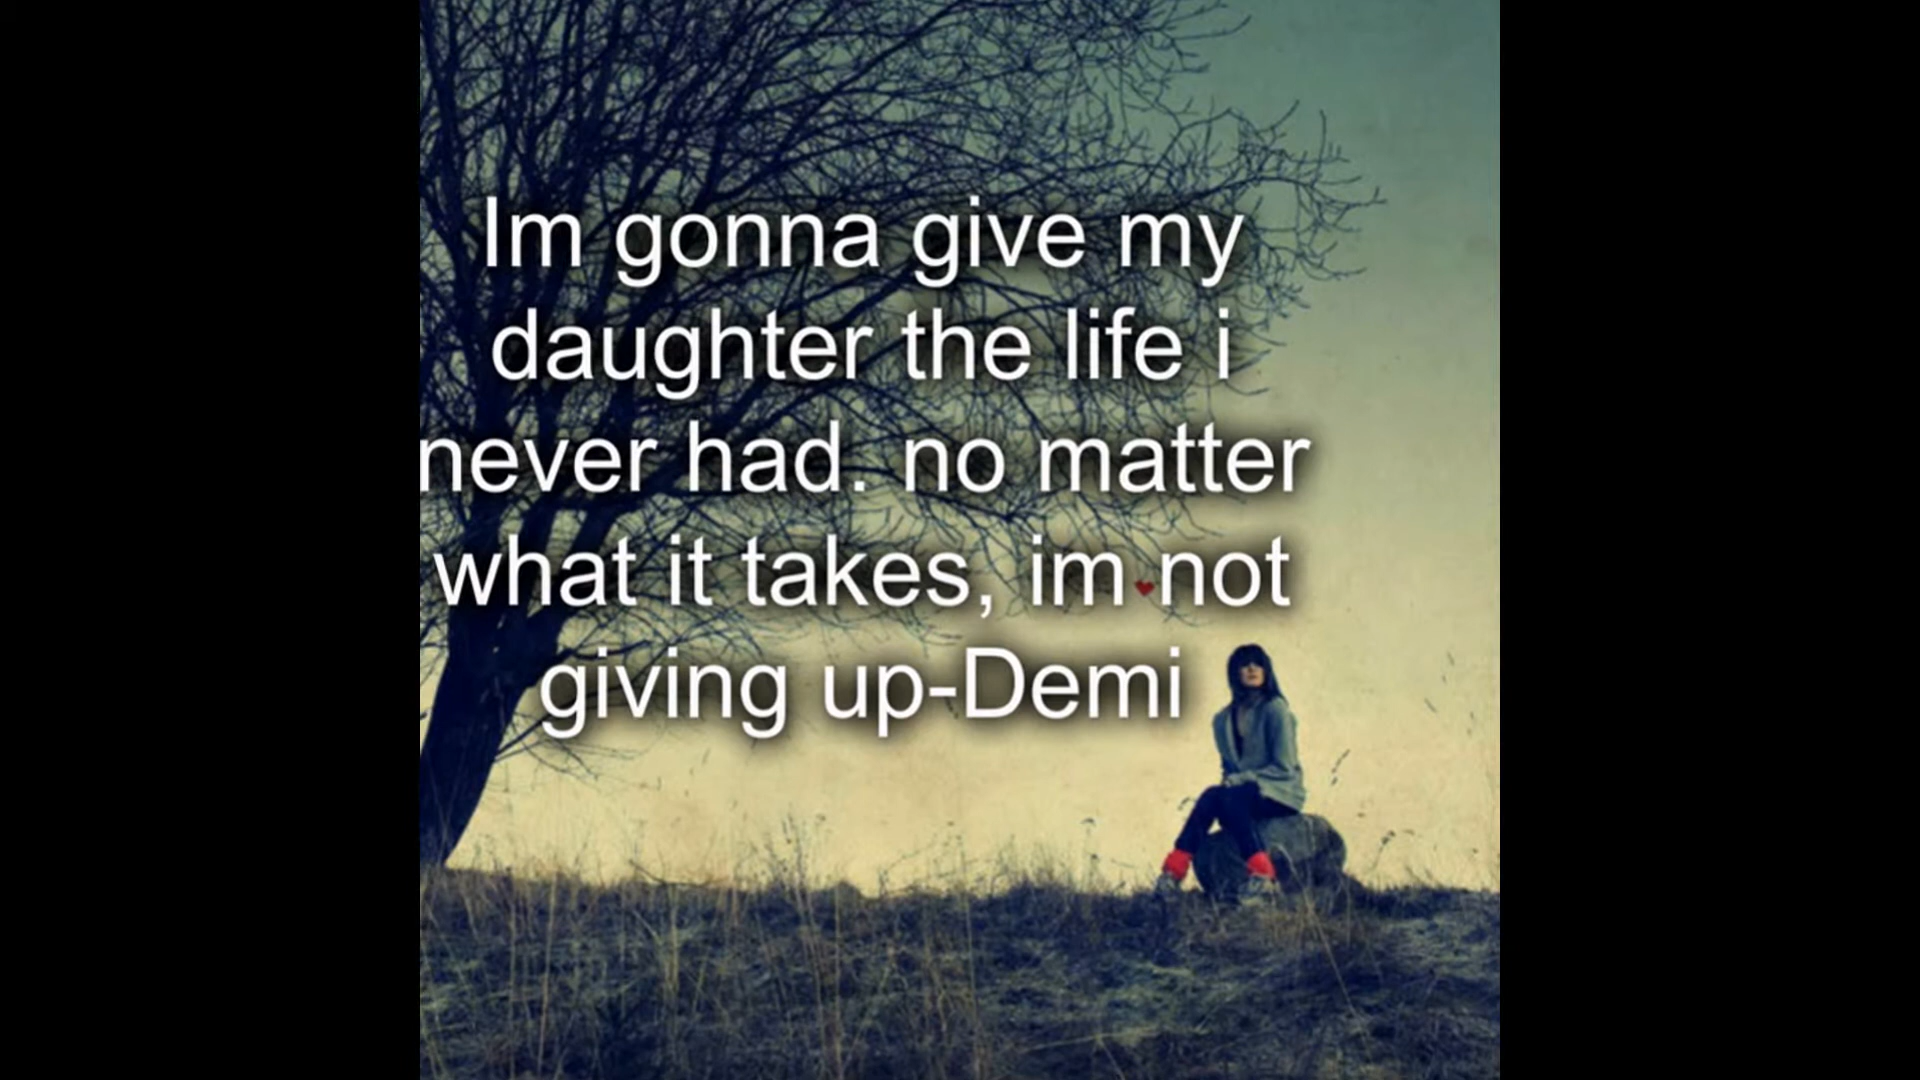 Im gonna give my
daughter the life i
never had. no matter
what it takes, im not
giving up-Demi